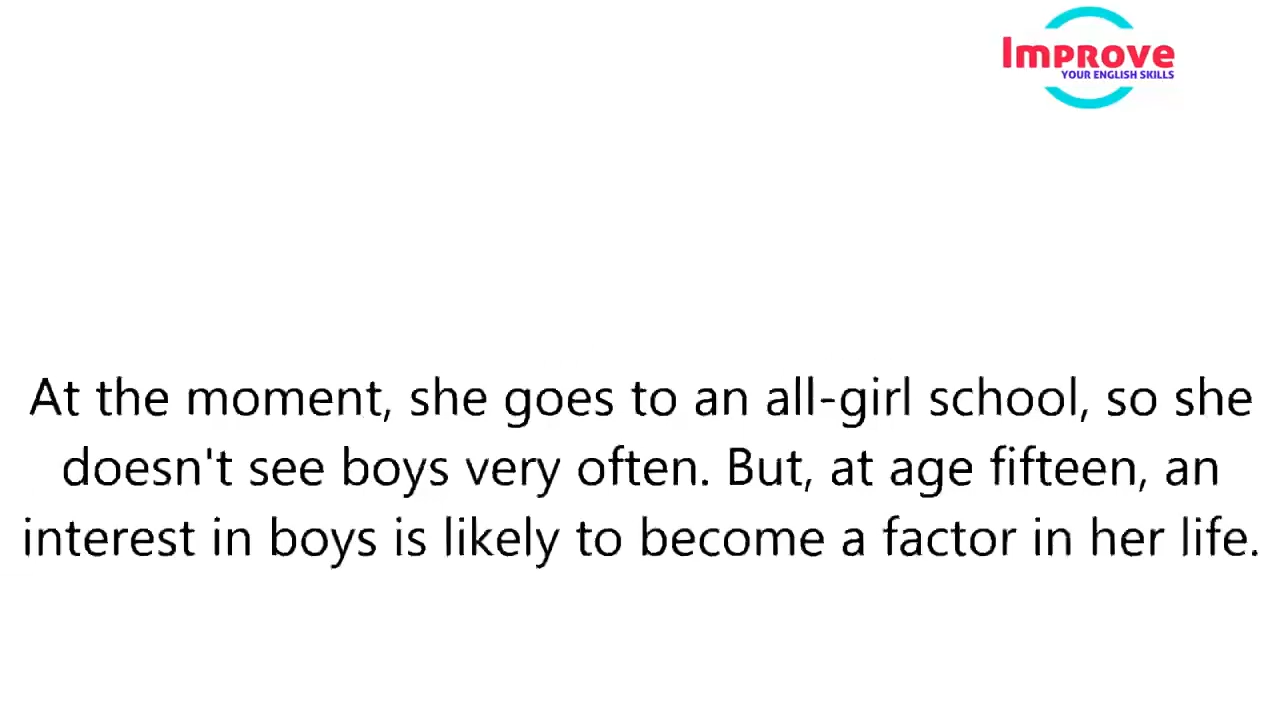 Improve
YOUR ENGLISH SKILLS
At the moment, she goes to an all-girl school, so she
doesn't see boys very often. But, at age fifteen, an
interest in boys is likely to become a factor in her life.